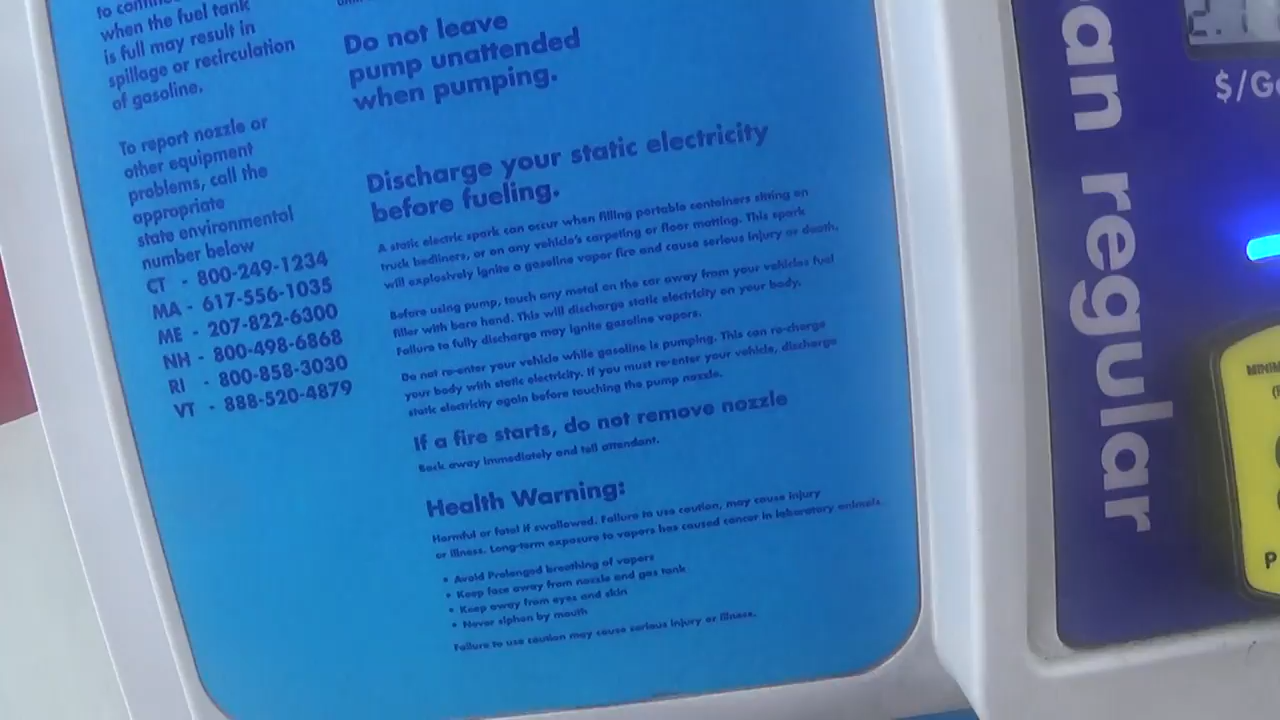 when the fuel tank
is full may result in
spillage or recirculation
of gasoline.
To report nozzle or
other equipment
problems, call the
appropriate
state environmental
number below
CT - 800-249-1234
MA - 617-556-1035
ME - 207-822-6300
NH - 800-498-6868
RI - 800-858-3030
VT - 888-520-4879
Do not leave
pump unattended
when pumping.
Discharge your static electricity
before fueling.
A static electric spark can occur when filling portable containers sitting on
truck bedliners, or on any vehicle's carpeting or floor matting. This spark
will explosively ignite a gasoline vapor fire and cause serious injury or death.
Before using pump, touch any metal on the car away from your vehicles fuel
filler with bare hand. This will discharge static electricity on your body.
Failure to fully discharge may ignite gasoline vapors.
Do not re-enter your vehicle while gasoline is pumping. This can re-charge
your body with static electricity. If you must re-enter your vehicle, discharge
static electricity again before touching the pump nozzle.
If a fire starts, do not remove nozzle
Back away immediately and tell attendant.
Health Warning:
Harmful or fatal if swallowed. Failure to use caution, may cause injury
or illness. Long-term exposure to vapors has caused cancer in laboratory animals.
• Avoid Prolonged breathing of vapors
• Keep face away from nozzle and gas tank
• Keep away from eyes and skin
• Never siphon by mouth
Failure to use caution may cause serious injury or illness.
regular
$/G